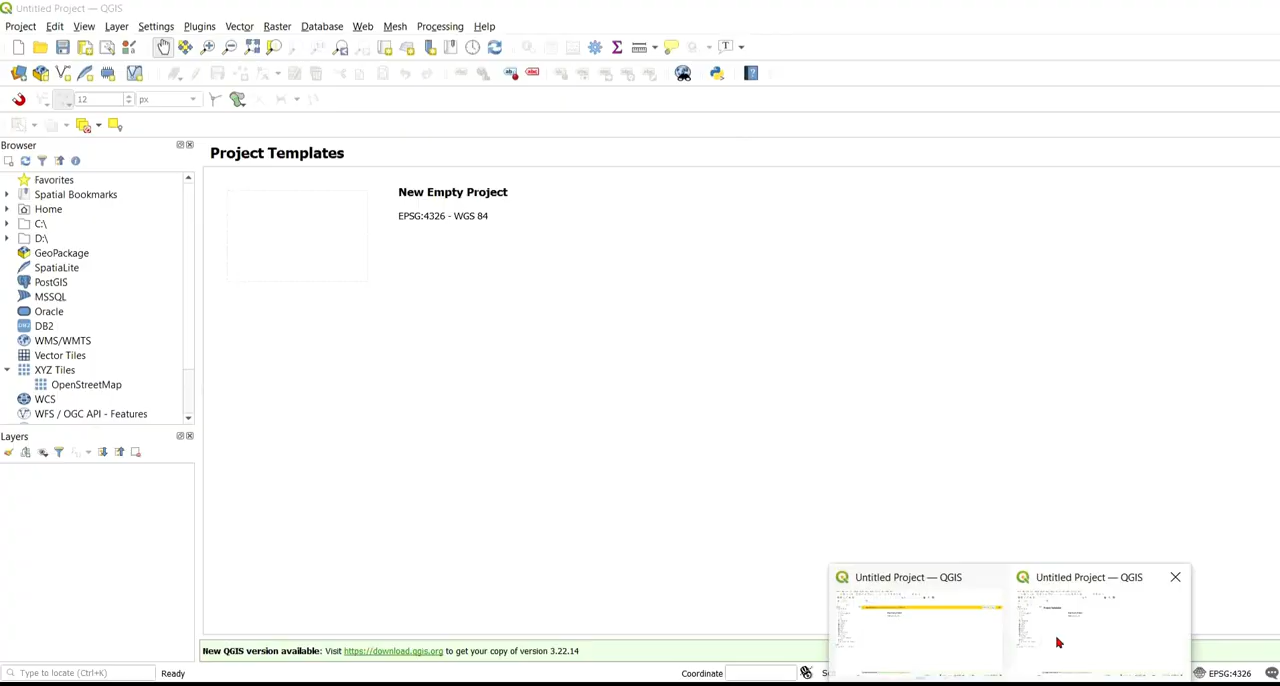 Untitled Project — QGIS
Project Edit View Layer Settings Plugins Vector Raster Database Web Mesh Processing Help
12 px
Browser
Project Templates
Favorites
Spatial Bookmarks
Home
C:\
D:\
GeoPackage
SpatiaLite
PostGIS
MSSQL
Oracle
DB2
WMS/WMTS
Vector Tiles
XYZ Tiles
OpenStreetMap
WCS
WFS / OGC API - Features
New Empty Project
EPSG:4326 - WGS 84
Layers
Untitled Project — QGIS
Untitled Project — QGIS
New QGIS version available: Visit https://download.qgis.org to get your copy of version 3.22.14
Type to locate (Ctrl+K) Ready Coordinate EPSG:4326